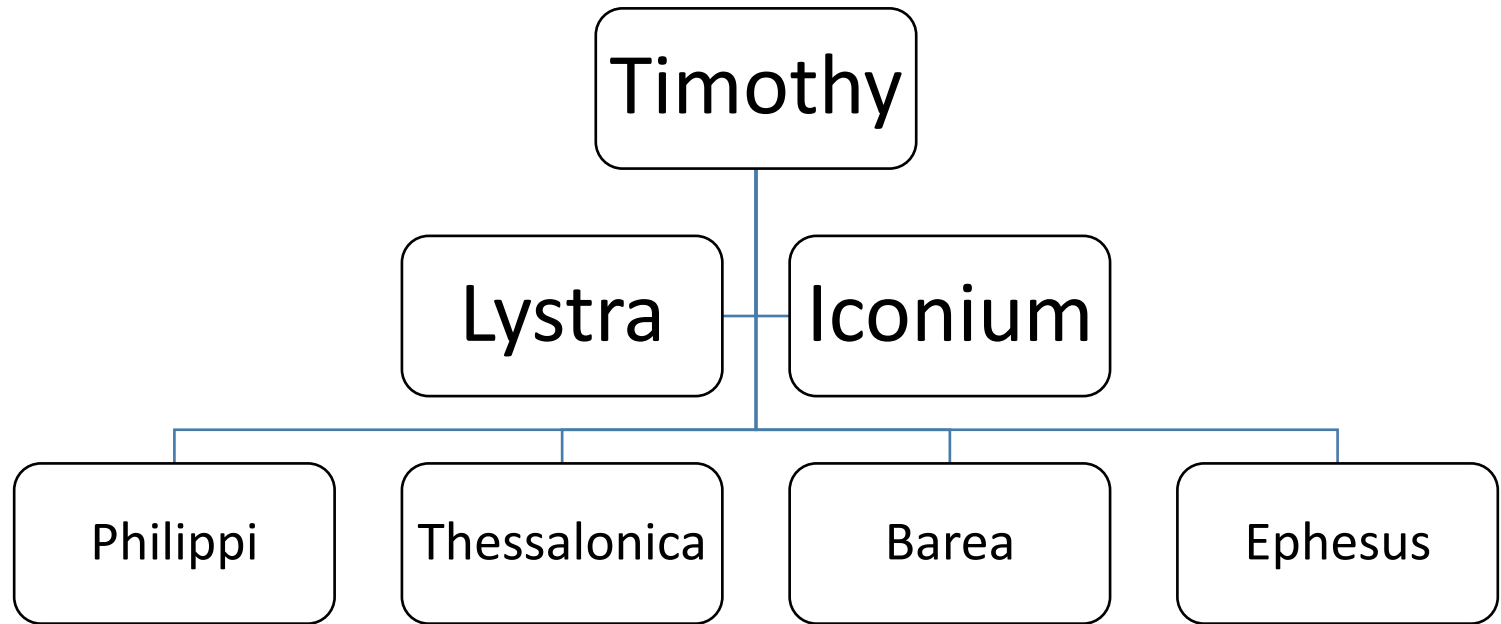 Timothy
Lystra
Iconium
Philippi
Thessalonica
Barea
Ephesus